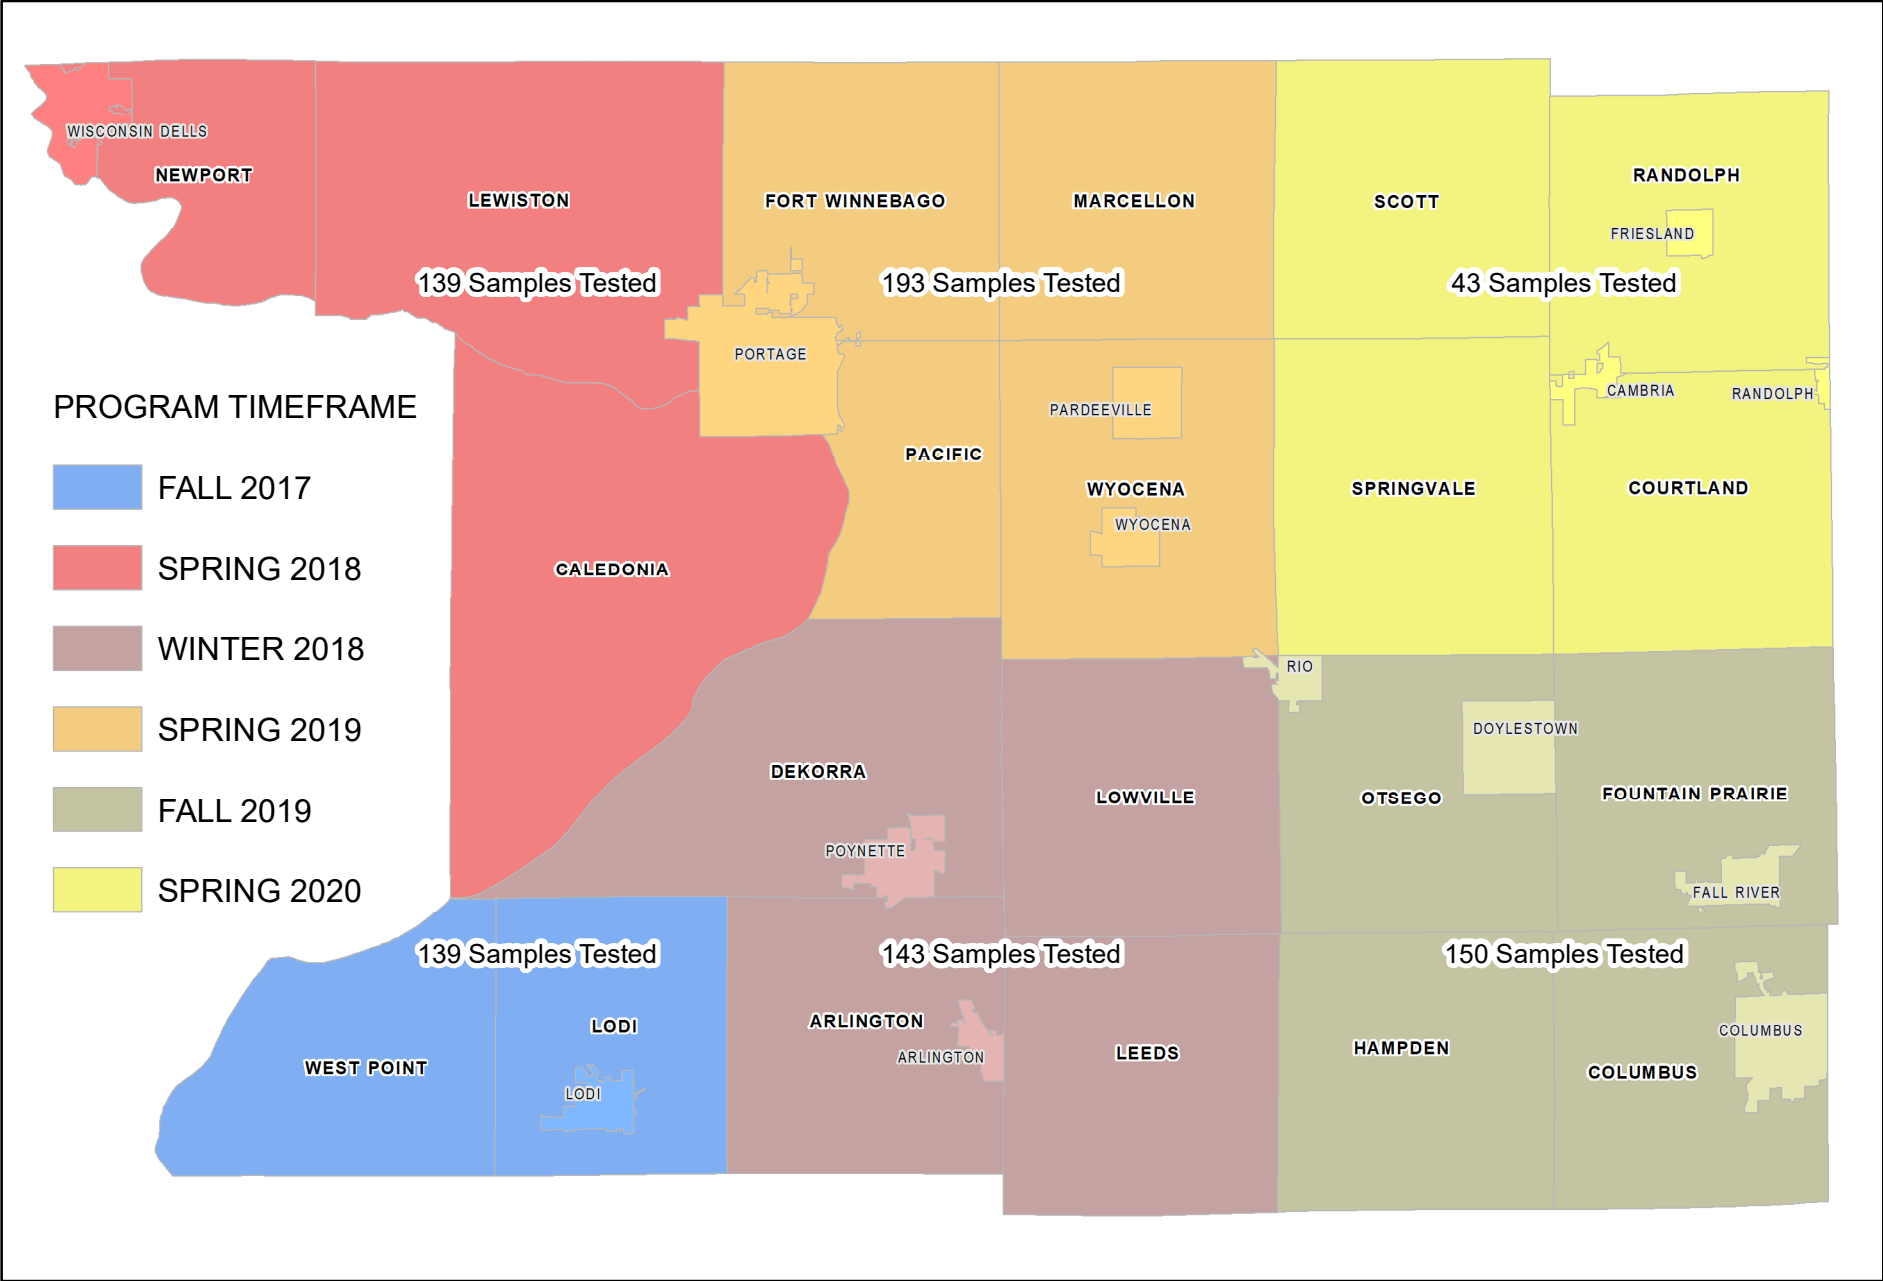 WISCONSIN DELLS
NEWPORT
LEWISTON
FORT WINNEBAGO
MARCELLON
SCOTT
RANDOLPH
FRIESLAND
139 Samples Tested
193 Samples Tested
43 Samples Tested
PORTAGE
PARDEEVILLE
CAMBRIA
RANDOLPH
PROGRAM TIMEFRAME
FALL 2017
SPRING 2018
WINTER 2018
SPRING 2019
FALL 2019
SPRING 2020
PACIFIC
WYOCENA
WYOCENA
SPRINGVALE
COURTLAND
CALEDONIA
RIO
DOYLESTOWN
DEKORRA
LOWVILLE
OTSEGO
FOUNTAIN PRAIRIE
POYNETTE
FALL RIVER
139 Samples Tested
143 Samples Tested
150 Samples Tested
LODI
ARLINGTON
COLUMBUS
WEST POINT
ARLINGTON
LEEDS
HAMPDEN
COLUMBUS
LODI